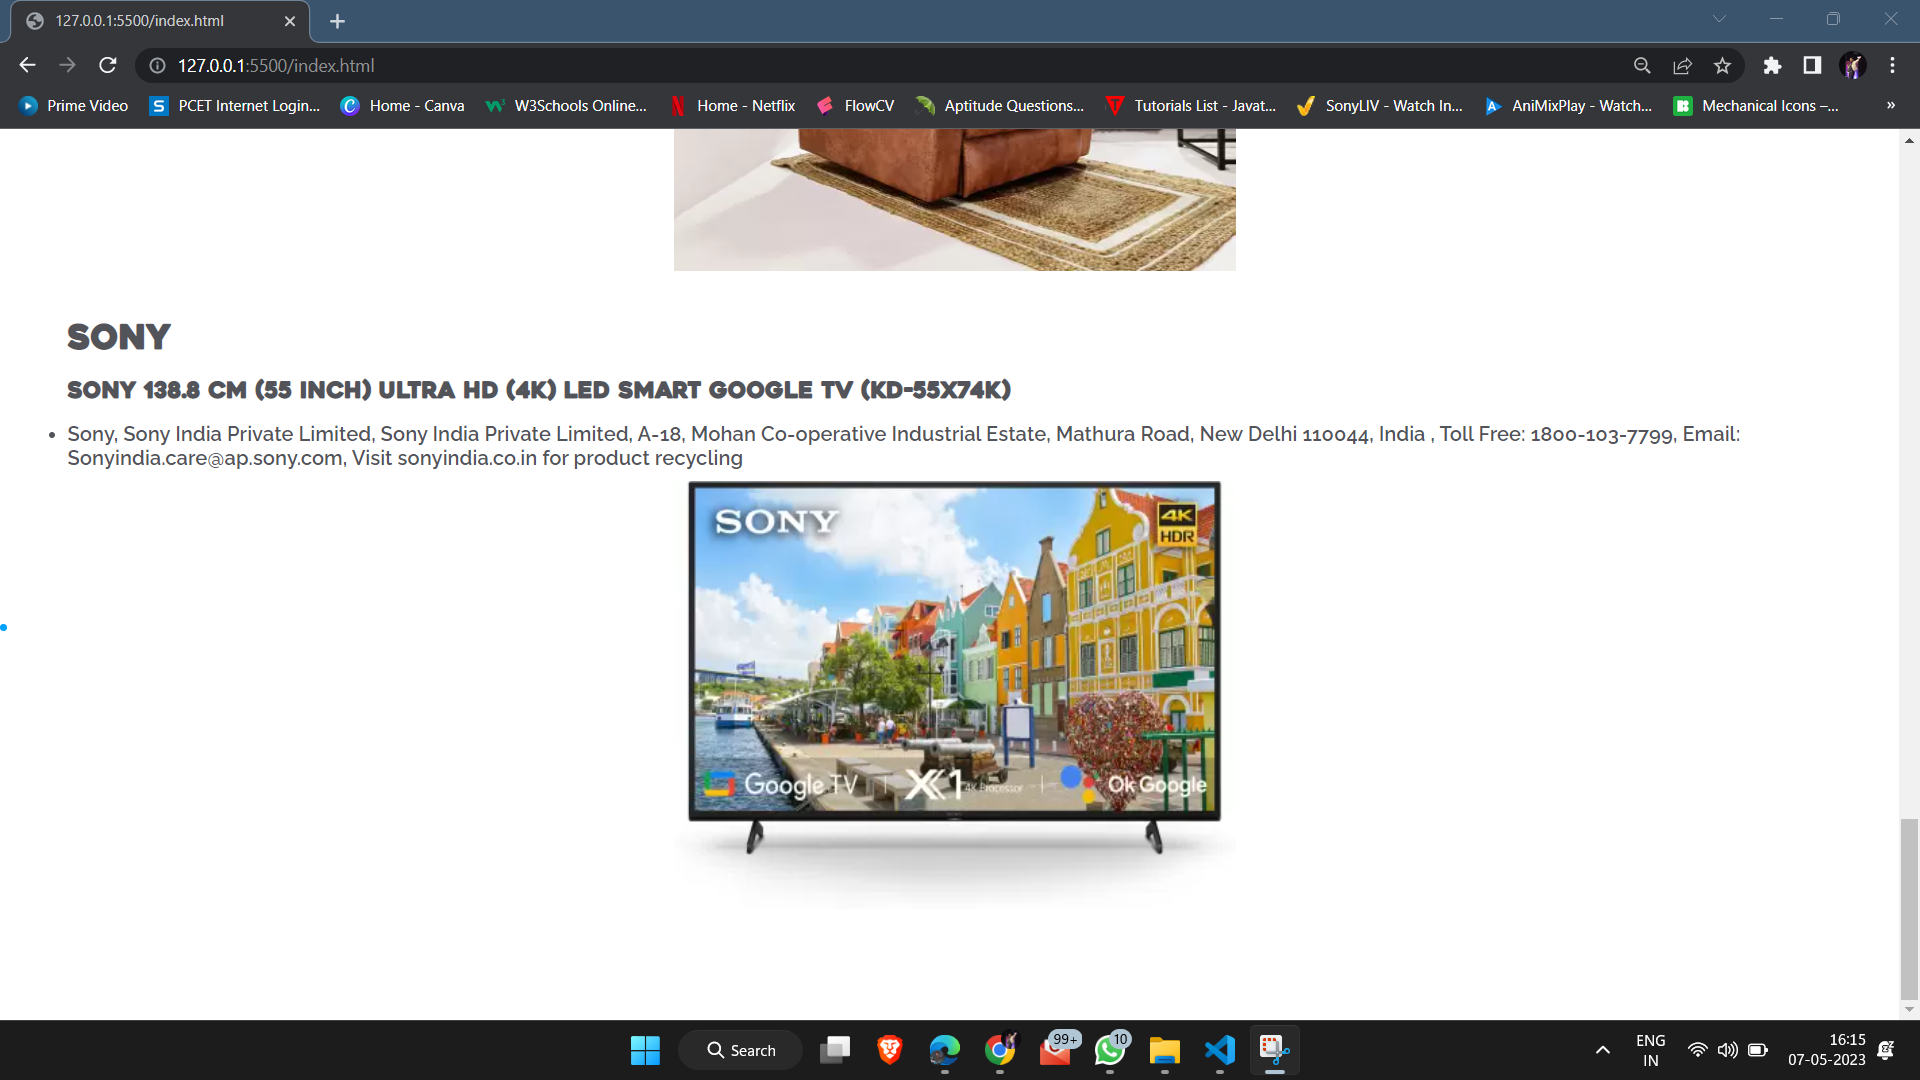 127.0.0.1:5500/index.html
127.0.0.1:5500/index.html
Prime Video
S
PCET Internet Login...
C
Home - Canva
W3Schools Online...
Home - Netflix
FlowCV
Aptitude Questions...
Tutorials List - Javat...
SonyLIV - Watch In...
AniMixPlay - Watch...
Mechanical Icons –...
»
SONY
SONY 138.8 CM (55 INCH) ULTRA HD (4K) LED SMART GOOGLE TV (KD-55X74K)
• Sony, Sony India Private Limited, Sony India Private Limited, A-18, Mohan Co-operative Industrial Estate, Mathura Road, New Delhi 110044, India , Toll Free: 1800-103-7799, Email:
Sonyindia.care@ap.sony.com, Visit sonyindia.co.in for product recycling
SONY
4K
HDR
Google TV
X1 4K Processor
Ok Google
Search
99+
10
ENG
IN
16:15
07-05-2023